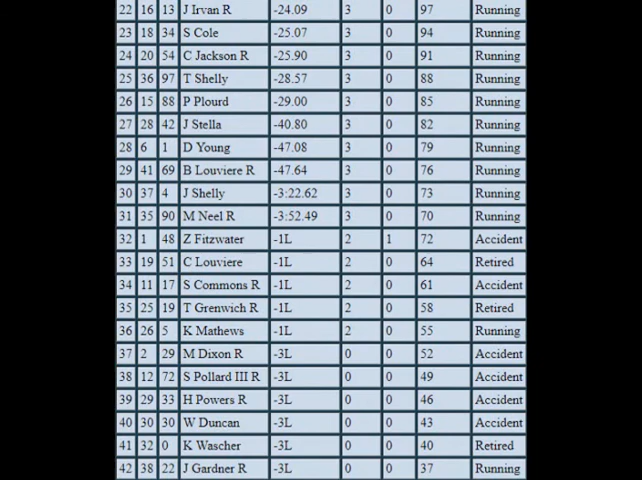 22 16 13 J Irvan R -24.09 3 0 97 Running
23 18 34 S Cole -25.07 3 0 94 Running
24 20 54 C Jackson R -25.90 3 0 91 Running
25 36 97 T Shelly -28.57 3 0 88 Running
26 15 88 P Plourd -29.00 3 0 85 Running
27 28 42 J Stella -40.80 3 0 82 Running
28 6 1 D Young -47.08 3 0 79 Running
29 41 69 B Louviere R -47.64 3 0 76 Running
30 37 4 J Shelly -3:22.62 3 0 73 Running
31 35 90 M Neel R -3:52.49 3 0 70 Running
32 1 48 Z Fitzwater -1L 2 1 72 Accident
33 19 51 C Louviere -1L 2 0 64 Retired
34 11 17 S Commons R -1L 2 0 61 Accident
35 25 19 T Grenwich R -1L 2 0 58 Retired
36 26 5 K Mathews -1L 2 0 55 Running
37 2 29 M Dixon R -3L 0 0 52 Accident
38 12 72 S Pollard III R -3L 0 0 49 Accident
39 29 33 H Powers R -3L 0 0 46 Accident
40 30 30 W Duncan -3L 0 0 43 Accident
41 32 0 K Wascher -3L 0 0 40 Retired
42 38 22 J Gardner R -3L 0 0 37 Running